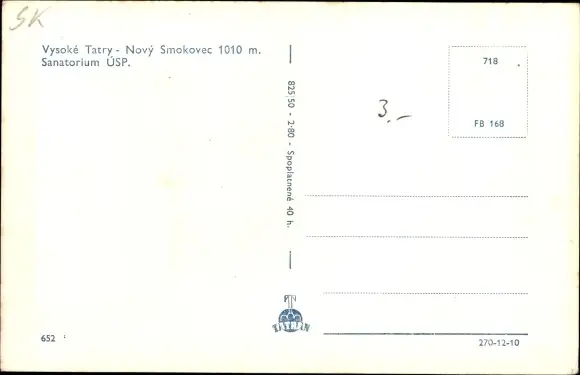 SK
Vysoké Tatry - Nový Smokovec 1010 m.
Sanatorium ÚSP.
825/50 - 2·80 - Spoplatnené 40 h.
3,-
718
FB 168
TATRAN
652
270-12-10